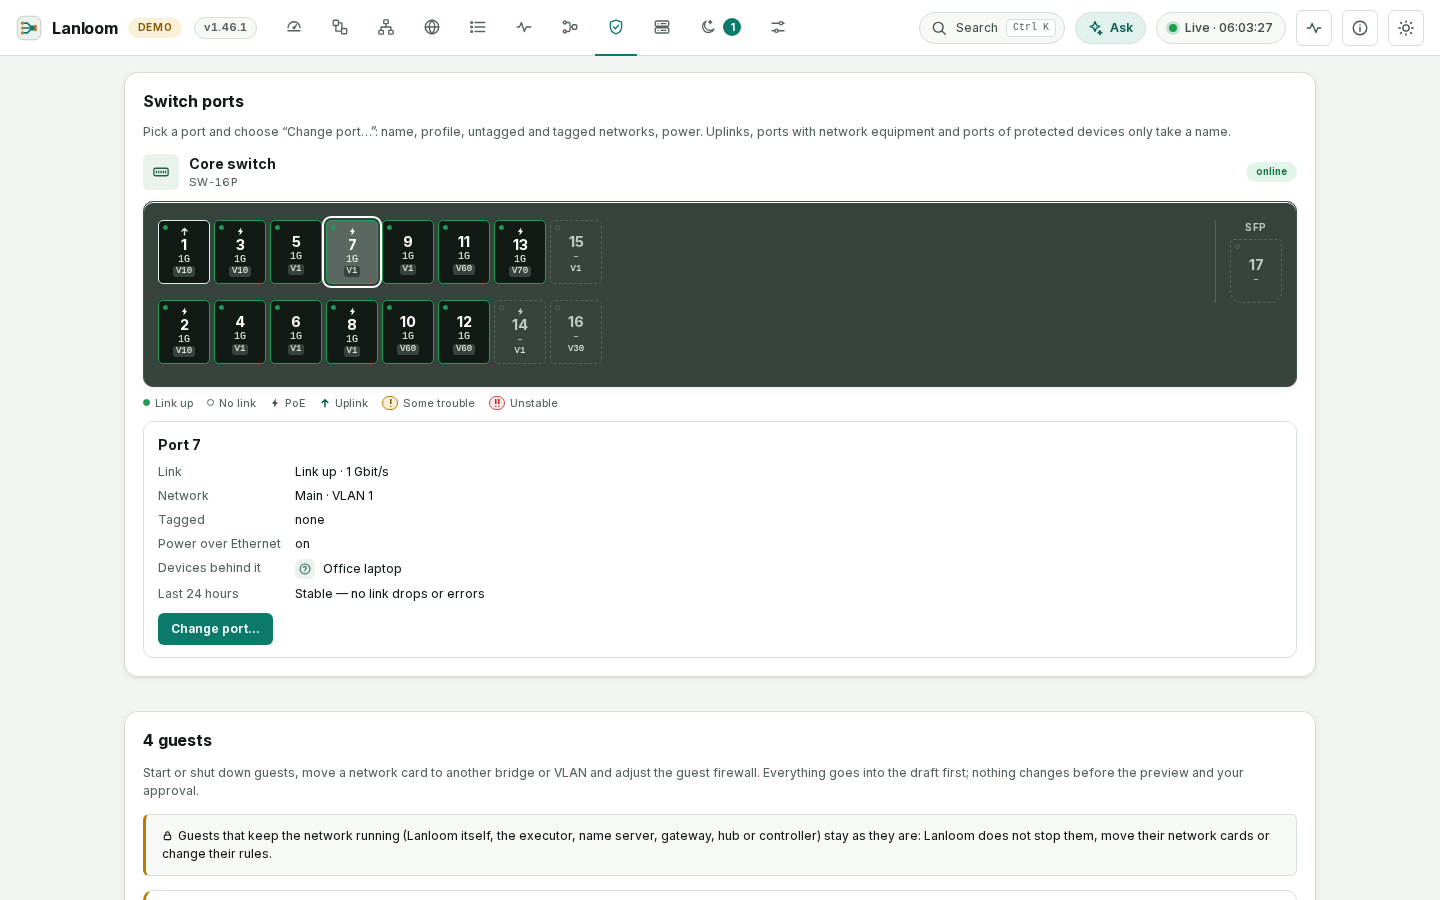 Lanloom DEMO v1.46.1 1 Search Ctrl K Ask Live · 06:03:27
Switch ports
Pick a port and choose “Change port…”: name, profile, untagged and tagged networks, power. Uplinks, ports with network equipment and ports of protected devices only take a name.
Core switch
SW-16P
online
1 1G V10
3 1G V10
5 1G V1
7 1G V1
9 1G V1
11 1G V60
13 1G V70
15 – V1
SFP
17 –
2 1G V10
4 1G V1
6 1G V1
8 1G V1
10 1G V60
12 1G V60
14 – V1
16 – V30
Link up No link PoE Uplink ! Some trouble !! Unstable
Port 7
Link Link up · 1 Gbit/s
Network Main · VLAN 1
Tagged none
Power over Ethernet on
Devices behind it Office laptop
Last 24 hours Stable — no link drops or errors
Change port…
4 guests
Start or shut down guests, move a network card to another bridge or VLAN and adjust the guest firewall. Everything goes into the draft first; nothing changes before the preview and your
approval.
Guests that keep the network running (Lanloom itself, the executor, name server, gateway, hub or controller) stay as they are: Lanloom does not stop them, move their network cards or
change their rules.